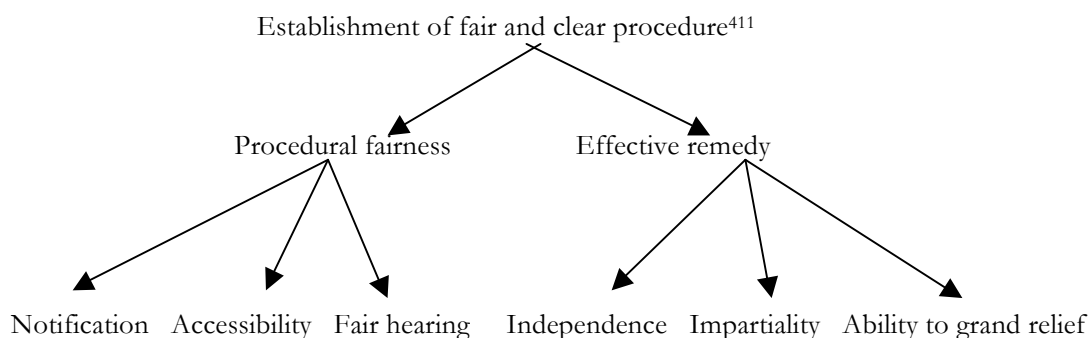 Establishment of fair and clear procedure⁴¹¹
Procedural fairness Effective remedy
Notification Accessibility Fair hearing Independence Impartiality Ability to grand relief